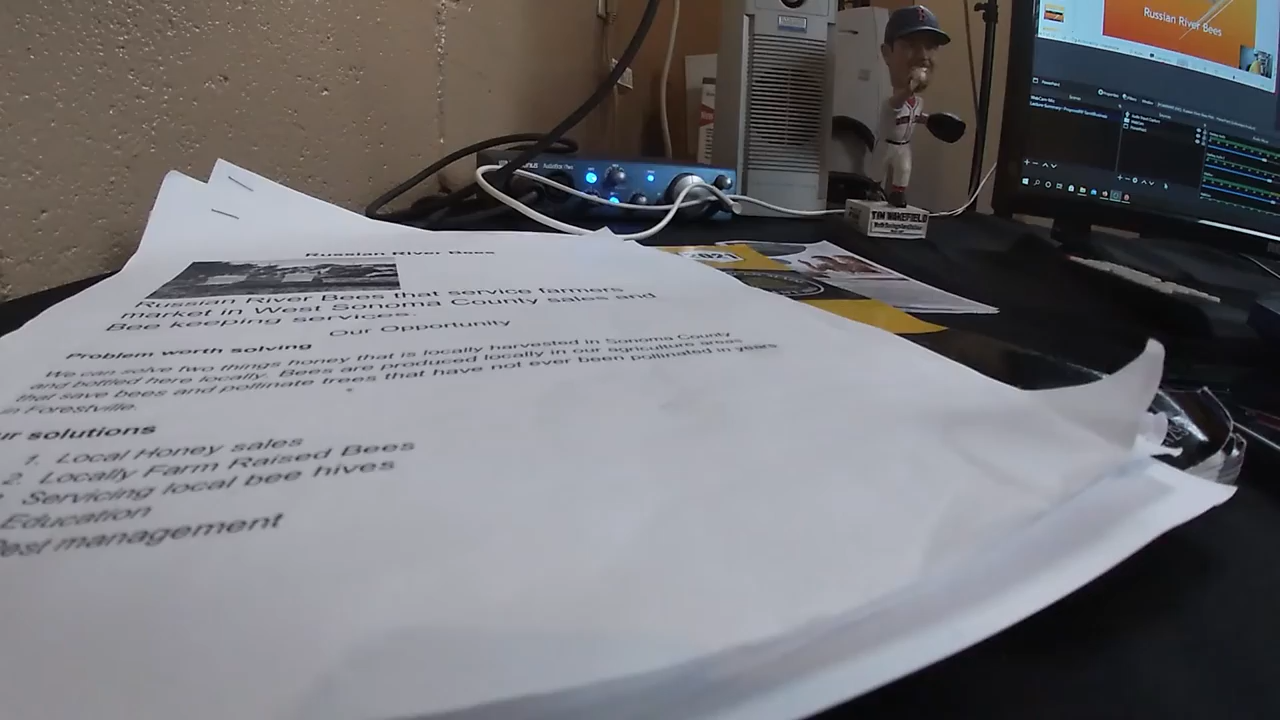 Russian River Bees
Russian River Bees that service farmers
market in West Sonoma County sales and
Bee keeping services.
Our Opportunity
Problem worth solving
We can solve two things honey that is locally harvested in Sonoma County
and bottled here locally. Bees are produced locally in our agriculture areas
that save bees and pollinate trees that have not ever been pollinated in years
in Forestville.
ur solutions
1. Local Honey sales
2. Locally Farm Raised Bees
Servicing local bee hives
Education
est management
TIM WAKEFIELD
Russian River Bees